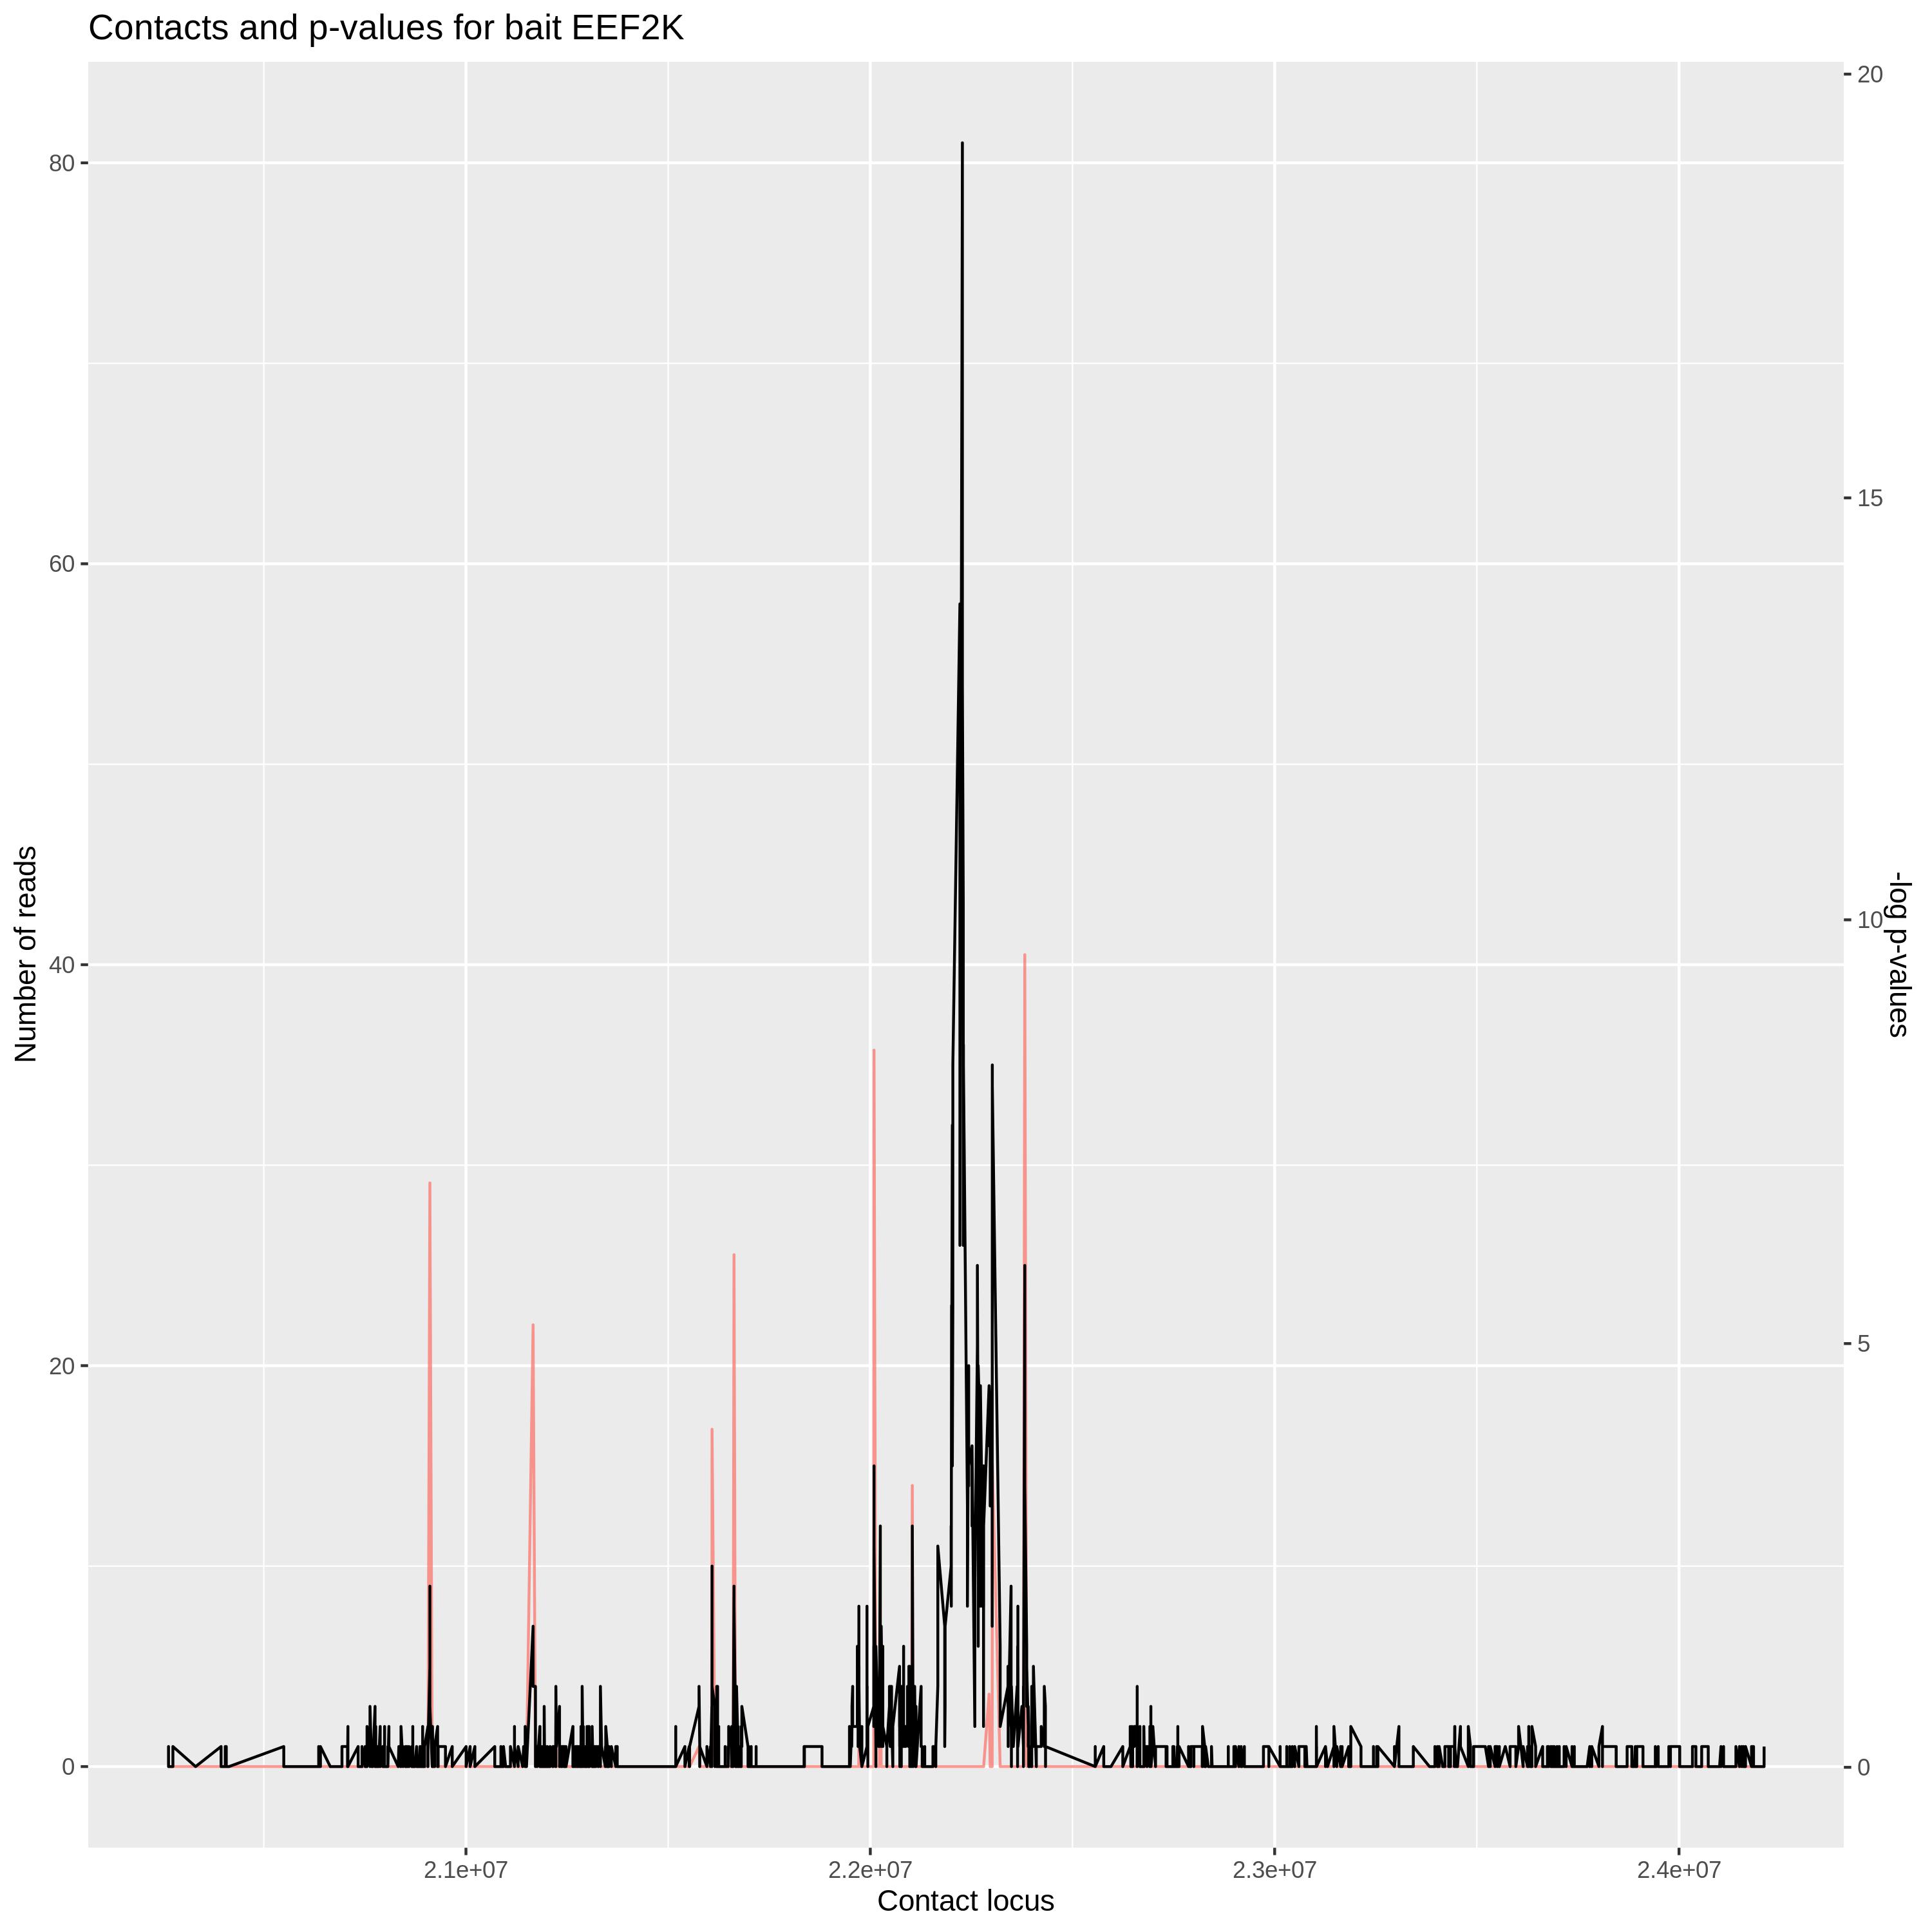 Contacts and p-values for bait EEF2K
Number of reads
80
60
40
20
0
20
15
10
5
0
-log p-values
2.1e+07
2.2e+07
2.3e+07
2.4e+07
Contact locus